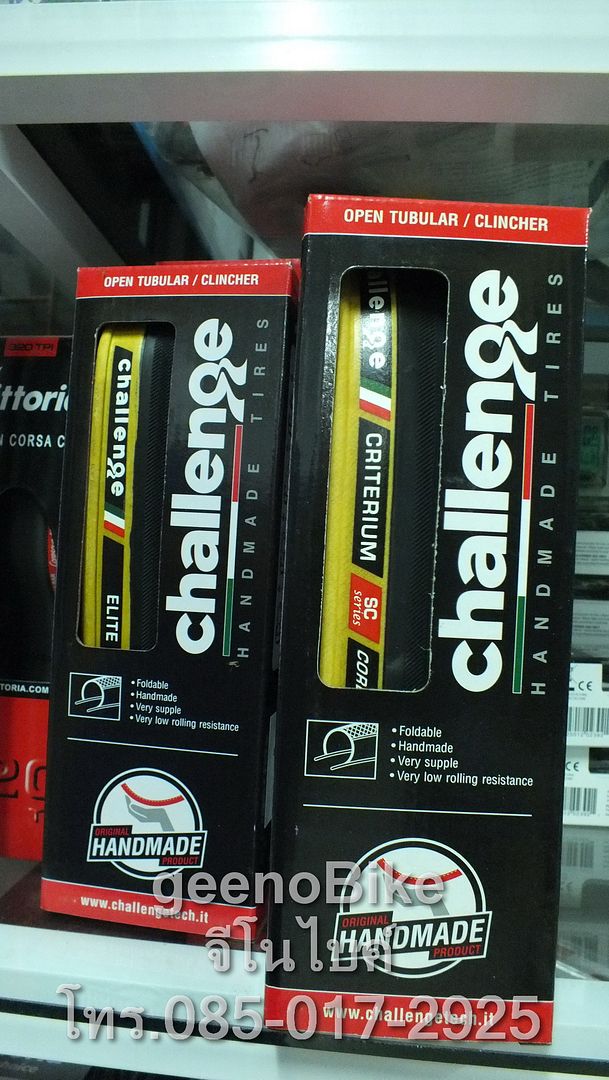 OPEN TUBULAR / CLINCHER
challenge
HANDMADE TIRES
challenge
ELITE
• Foldable
• Handmade
• Very supple
• Very low rolling resistance
ORIGINAL
HANDMADE
PRODUCT
www.challengetech.it
OPEN TUBULAR / CLINCHER
challenge
HANDMADE TIRES
challenge
CRITERIUM
SC
series
• Foldable
• Handmade
• Very supple
• Very low rolling resistance
ORIGINAL
HANDMADE
PRODUCT
www.challengetech.it
320 TPI
CORSA C
TORIA.COM
geenoBike
จีโนไบค์
โทร.085-017-2925